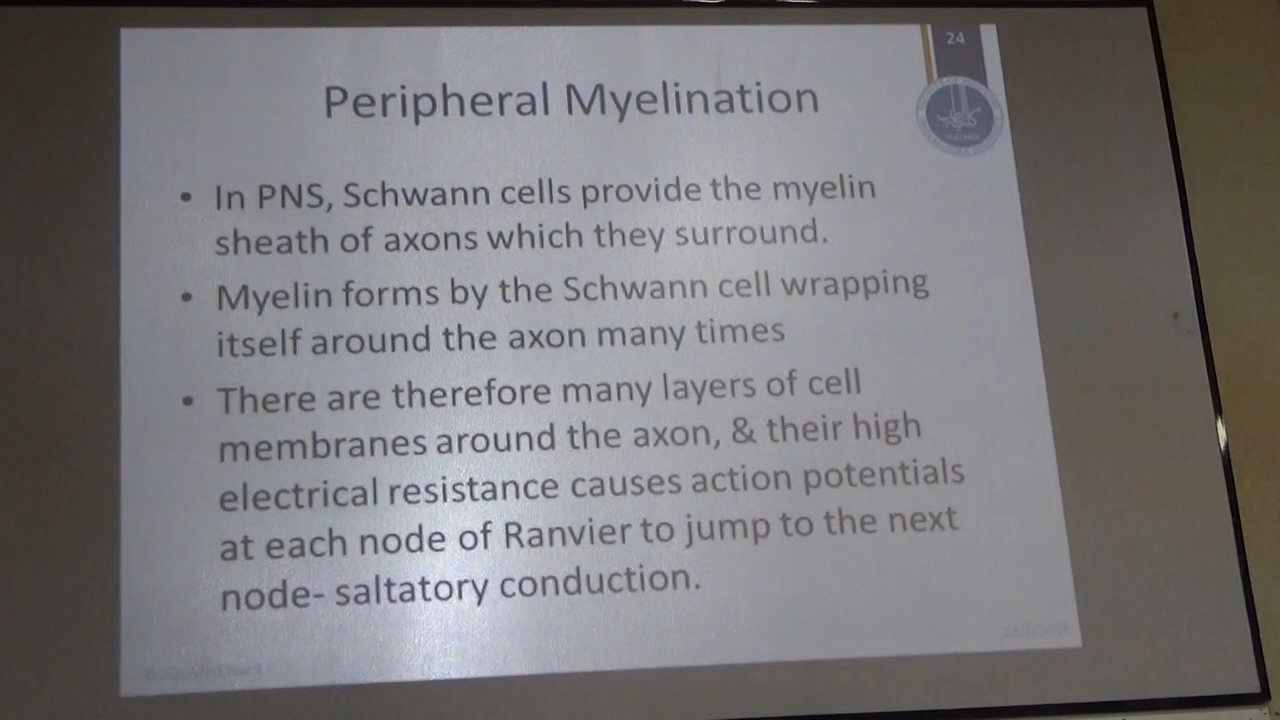 24
Peripheral Myelination
• In PNS, Schwann cells provide the myelin
sheath of axons which they surround.
• Myelin forms by the Schwann cell wrapping
itself around the axon many times
• There are therefore many layers of cell
membranes around the axon, & their high
electrical resistance causes action potentials
at each node of Ranvier to jump to the next
node- saltatory conduction.